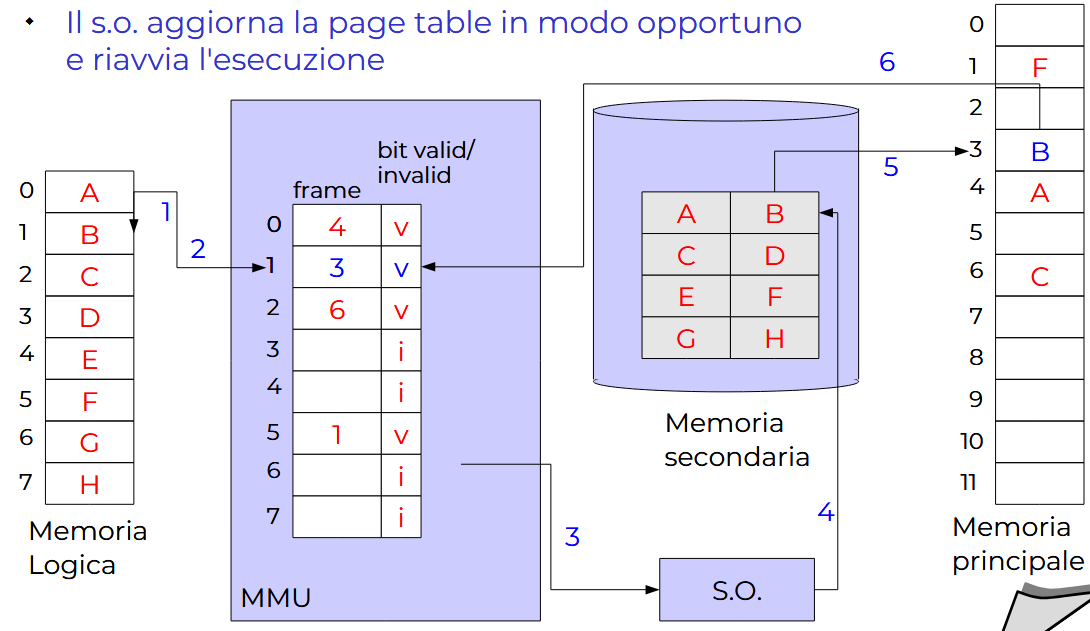 Il s.o. aggiorna la page table in modo opportuno
e riavvia l'esecuzione
Memoria
Logica
0 A
1 B
2 C
3 D
4 E
5 F
6 G
7 H
1
2
MMU
frame
bit valid/
invalid
0 4 v
1 3 v
2 6 v
3 i
4 i
5 1 v
6 i
7 i
3
S.O.
4
A B
C D
E F
G H
Memoria
secondaria
5
6
0
1 F
2
3 B
4 A
5
6 C
7
8
9
10
11
Memoria
principale